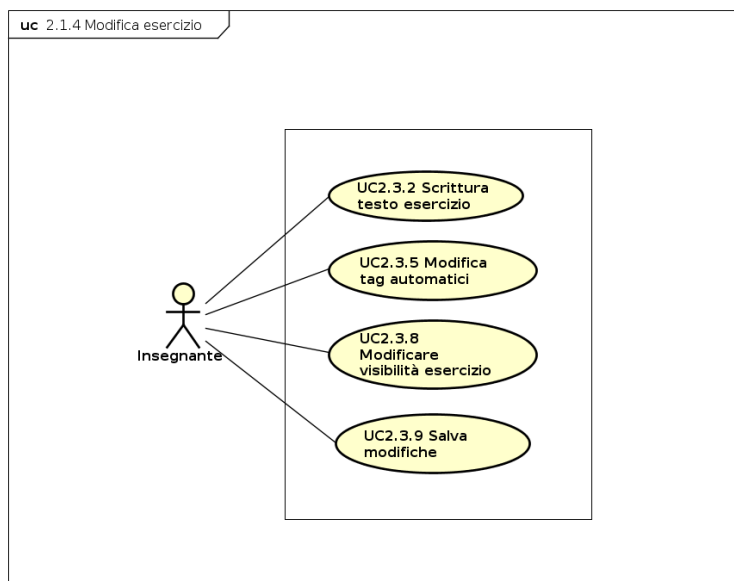 uc 2.1.4 Modifica esercizio
UC2.3.2 Scrittura
testo esercizio
UC2.3.5 Modifica
tag automatici
UC2.3.8
Modificare
visibilità esercizio
Insegnante
UC2.3.9 Salva
modifiche